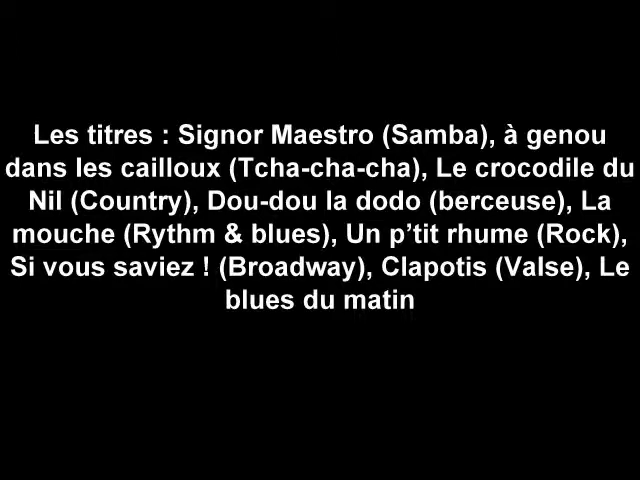 Les titres : Signor Maestro (Samba), à genou
dans les cailloux (Tcha-cha-cha), Le crocodile du
Nil (Country), Dou-dou la dodo (berceuse), La
mouche (Rythm & blues), Un p’tit rhume (Rock),
Si vous saviez ! (Broadway), Clapotis (Valse), Le
blues du matin